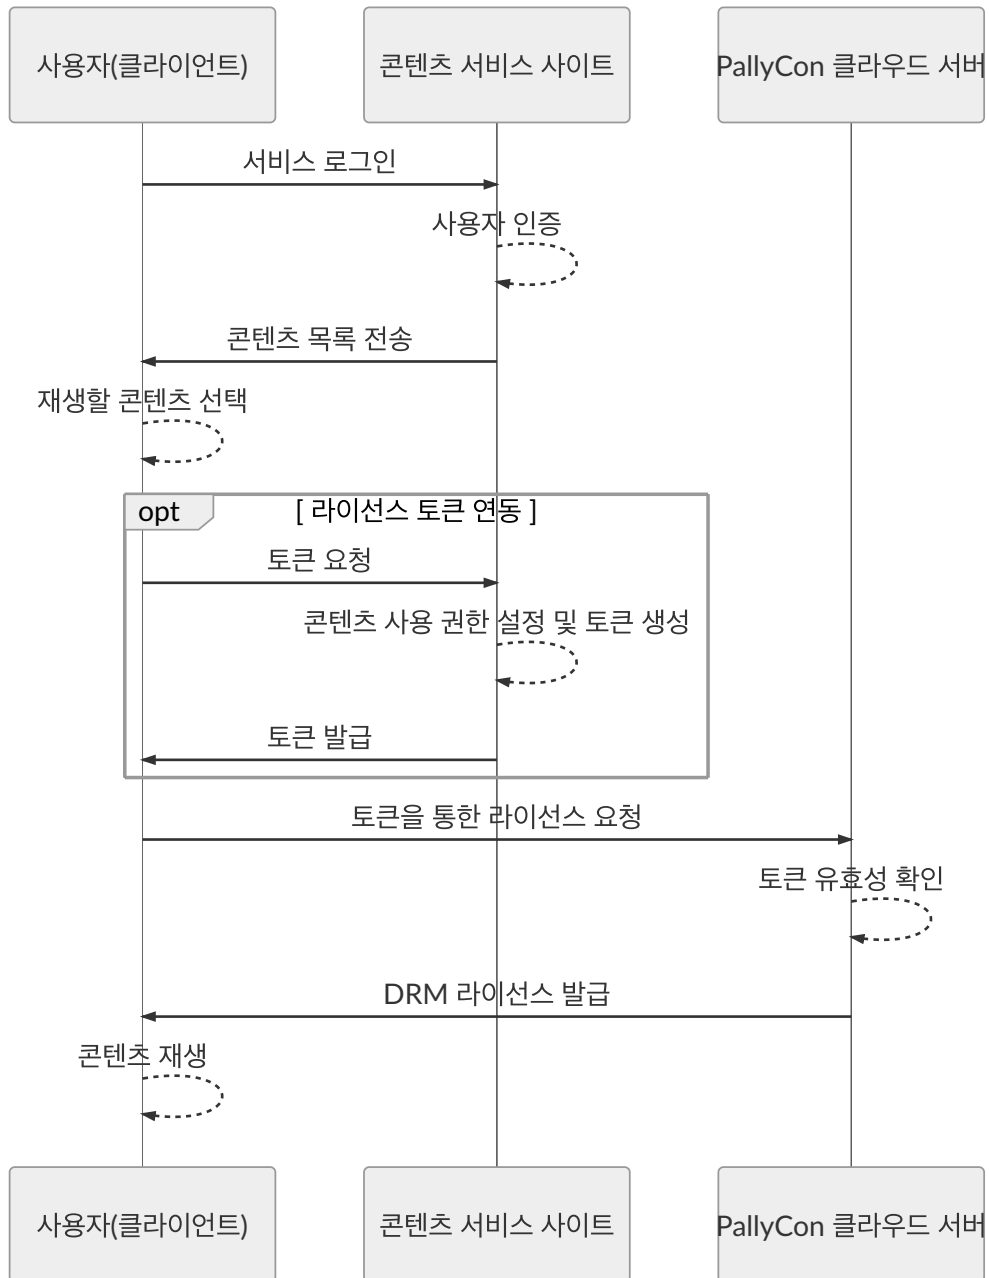 사용자(클라이언트)
콘텐츠 서비스 사이트
PallyCon 클라우드 서버
서비스 로그인
사용자 인증
콘텐츠 목록 전송
재생할 콘텐츠 선택
opt
[ 라이선스 토큰 연동 ]
토큰 요청
콘텐츠 사용 권한 설정 및 토큰 생성
토큰 발급
토큰을 통한 라이선스 요청
토큰 유효성 확인
DRM 라이선스 발급
콘텐츠 재생
사용자(클라이언트)
콘텐츠 서비스 사이트
PallyCon 클라우드 서버